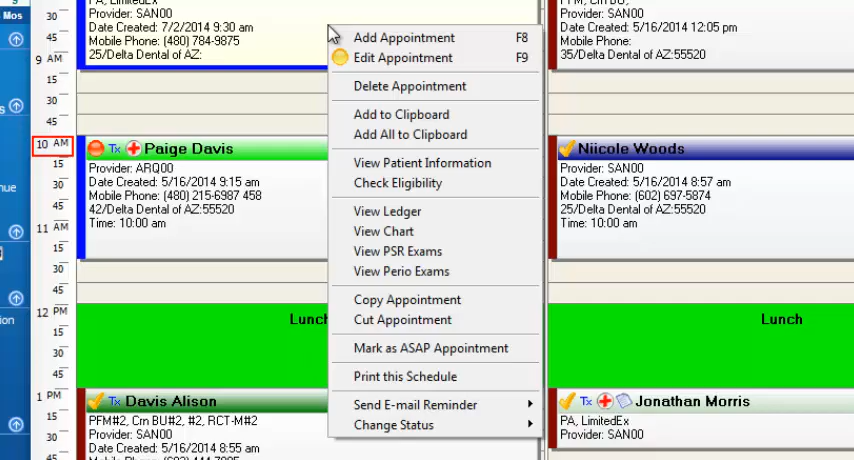 Mos
30
45
9 AM
15
30
45
10 AM
15
30
45
11 AM
15
30
45
12 PM
15
30
45
1 PM
15
30
45
nue
tion
PA, LimitedEx
Provider: SAN00
Date Created: 7/2/2014 9:30 am
Mobile Phone: (480) 784-9875
25/Delta Dental of AZ:
Tx Paige Davis
Provider: ARQ00
Date Created: 5/16/2014 9:15 am
Mobile Phone: (480) 215-6987 458
42/Delta Dental of AZ:55520
Time: 10:00 am
Lunch
Tx Davis Alison
PFM#2, Crn BU#2, #2, RCT-M#2
Provider: SAN00
Date Created: 5/16/2014 8:55 am
Add Appointment F8
Edit Appointment F9
Delete Appointment
Add to Clipboard
Add All to Clipboard
View Patient Information
Check Eligibility
View Ledger
View Chart
View PSR Exams
View Perio Exams
Copy Appointment
Cut Appointment
Mark as ASAP Appointment
Print this Schedule
Send E-mail Reminder
Change Status
Provider: SAN00
Date Created: 5/16/2014 12:05 pm
Mobile Phone:
35/Delta Dental of AZ:55520
Niicole Woods
Provider: SAN00
Date Created: 5/16/2014 8:57 am
Mobile Phone: (602) 697-5874
25/Delta Dental of AZ:55520
Time: 10:00 am
Lunch
Tx Jonathan Morris
PA, LimitedEx
Provider: SAN00